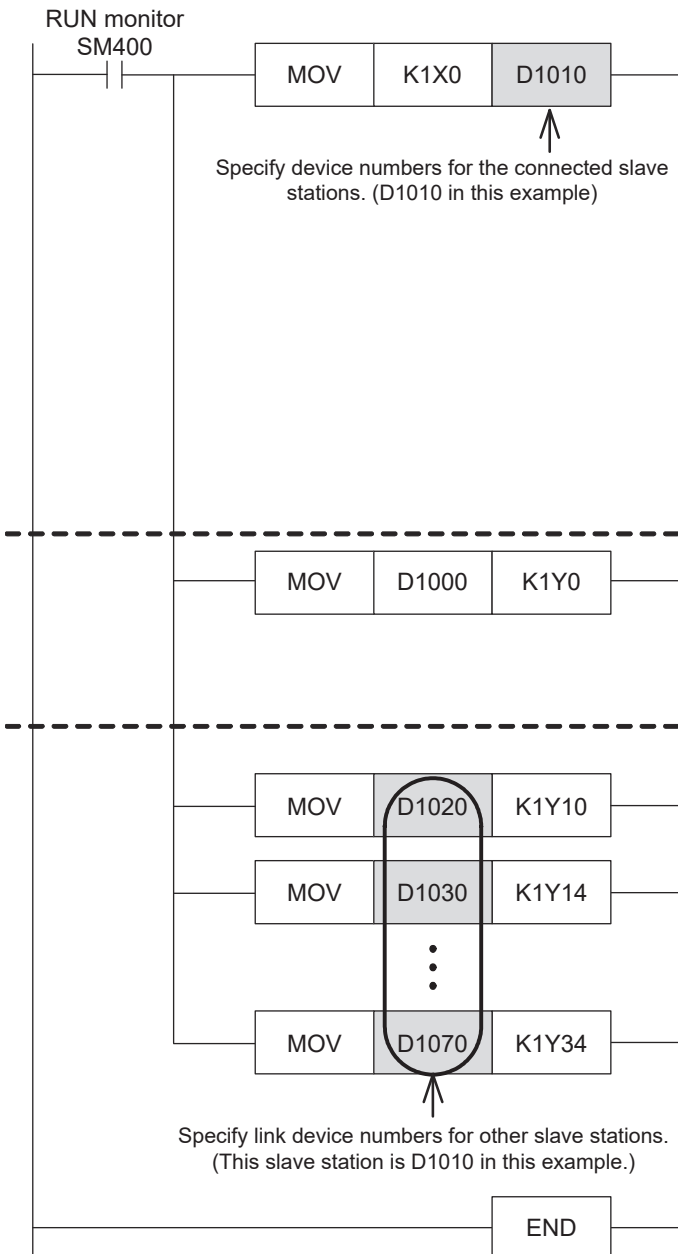 RUN monitor
SM400
MOV K1X0 D1010
Specify device numbers for the connected slave
stations. (D1010 in this example)
MOV D1000 K1Y0
MOV D1020 K1Y10
MOV D1030 K1Y14
MOV D1070 K1Y34
Specify link device numbers for other slave stations.
(This slave station is D1010 in this example.)
END